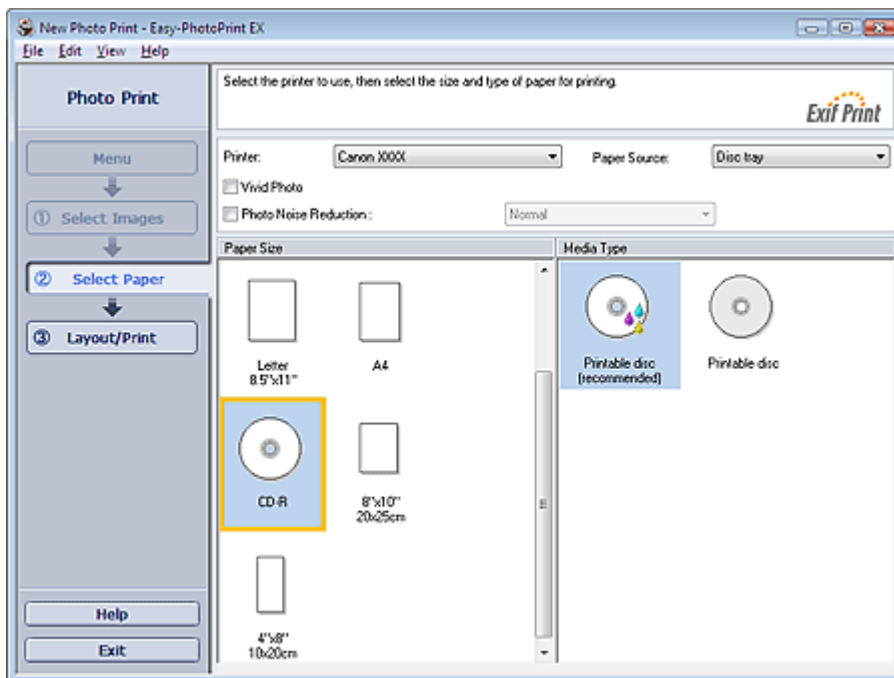 New Photo Print - Easy-PhotoPrint EX
File Edit View Help
Photo Print
Select the printer to use, then select the size and type of paper for printing.
Exif Print
Menu
① Select Images
② Select Paper
③ Layout/Print
Help
Exit
Printer: Canon XXXX Paper Source: Disc tray
Vivid Photo
Photo Noise Reduction : Normal
Paper Size
Letter
8.5"x11"
A4
CD-R
8"x10"
20x25cm
4"x8"
10x20cm
Media Type
Printable disc
(recommended)
Printable disc